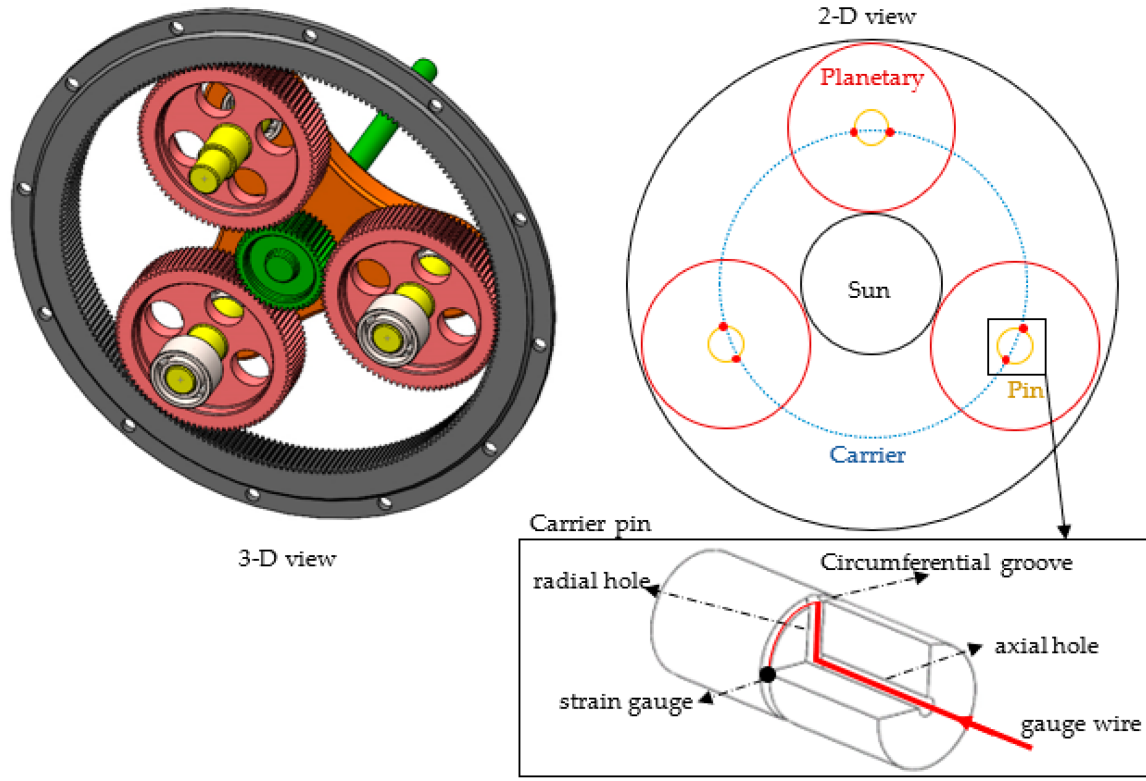 2-D view
Planetary
Sun
Pin
Carrier
3-D view
Carrier pin
Circumferential groove
radial hole
axial hole
strain gauge
gauge wire